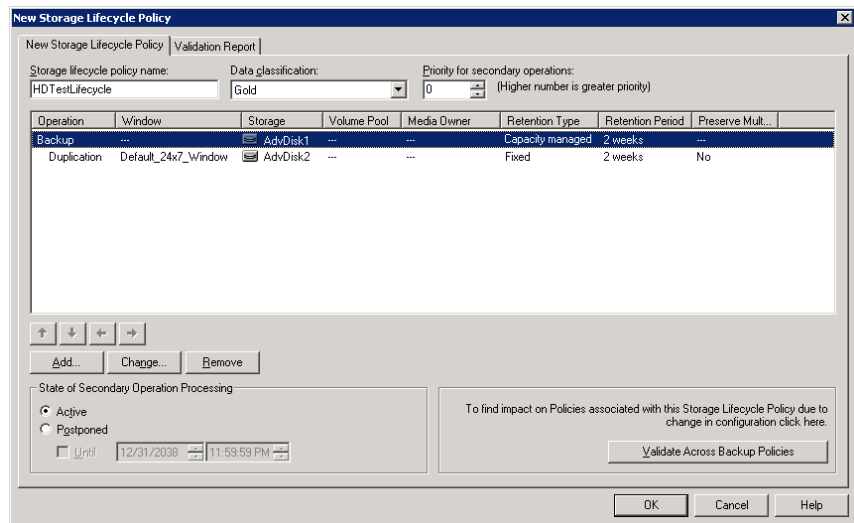 New Storage Lifecycle Policy
New Storage Lifecycle Policy Validation Report
Storage lifecycle policy name: Data classification: Priority for secondary operations:
HDTestLifecycle Gold 0 (Higher number is greater priority)
Operation Window Storage Volume Pool Media Owner Retention Type Retention Period Preserve Mult...
Backup --- AdvDisk1 --- --- Capacity managed 2 weeks ---
Duplication Default_24x7_Window AdvDisk2 --- --- Fixed 2 weeks No
Add... Change... Remove
State of Secondary Operation Processing
Active
Postponed
Until 12/31/2038 11:59:59 PM
To find impact on Policies associated with this Storage Lifecycle Policy due to
change in configuration click here.
Validate Across Backup Policies
OK Cancel Help